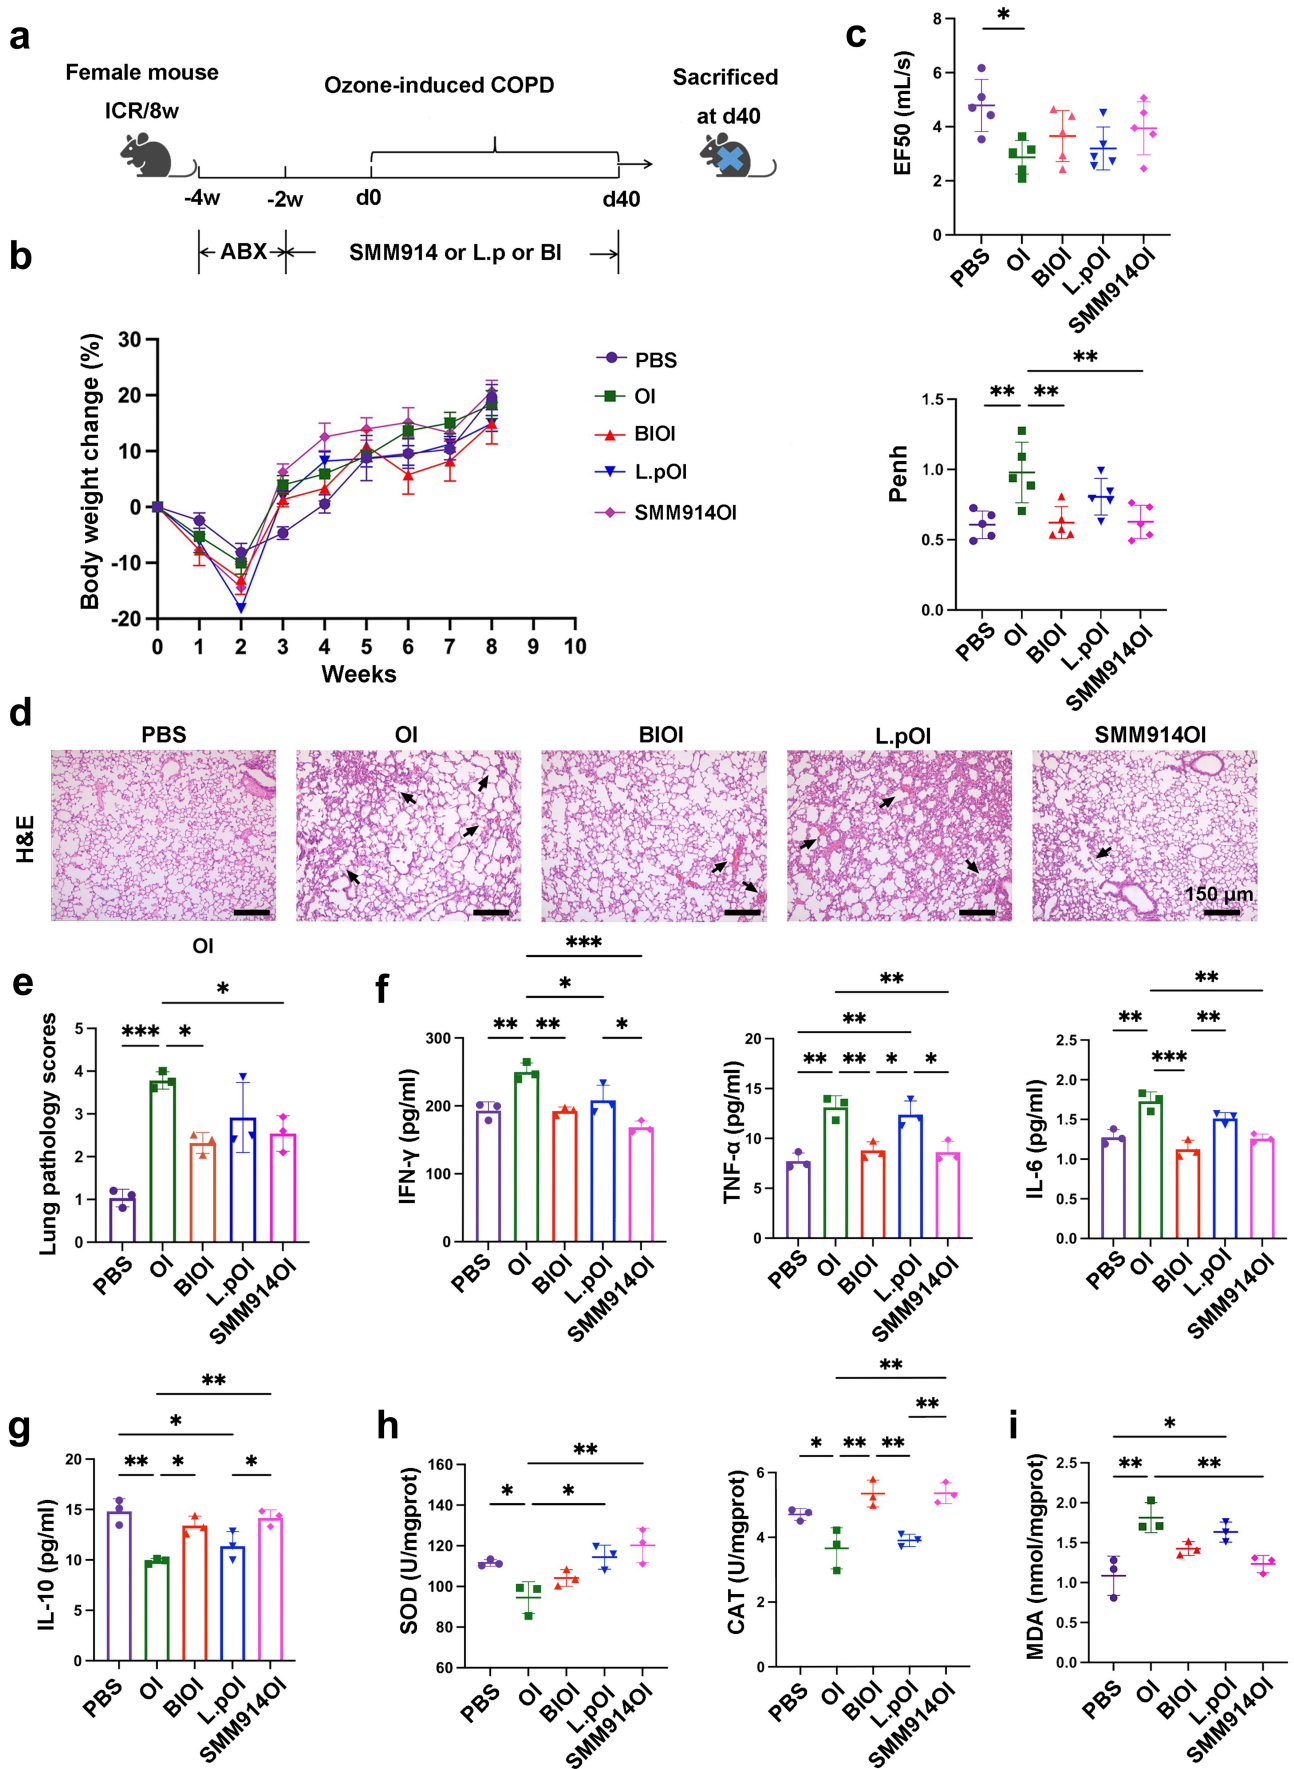 a
Female mouse
ICR/8w
Ozone-induced COPD
Sacrificed
at d40
-4w
-2w
d0
d40
ABX
SMM914 or L.p or BI
b
Body weight change (%)
30
20
10
0
-10
-20
0 1 2 3 4 5 6 7 8 9 10
Weeks
PBS
OI
BIOI
L.pOI
SMM914OI
c
EF50 (mL/s)
*
8
6
4
2
0
PBS
OI
BIOI
L.pOI
SMM914OI
Penh
**
** **
1.5
1.0
0.5
0.0
PBS
OI
BIOI
L.pOI
SMM914OI
d
PBS
OI
BIOI
L.pOI
SMM914OI
H&E
150 μm
OI
e
Lung pathology scores
*
*** *
5
4
3
2
1
0
PBS
OI
BIOI
L.pOI
SMM914OI
f
IFN-γ (pg/ml)
***
*
** ** *
300
200
100
0
PBS
OI
BIOI
L.pOI
SMM914OI
TNF-α (pg/ml)
**
**
** ** * *
20
15
10
5
0
PBS
OI
BIOI
L.pOI
SMM914OI
IL-6 (pg/ml)
**
** **
***
2.5
2.0
1.5
1.0
0.5
0.0
PBS
OI
BIOI
L.pOI
SMM914OI
g
IL-10 (pg/ml)
**
*
** * *
20
15
10
5
0
PBS
OI
BIOI
L.pOI
SMM914OI
h
SOD (U/mgprot)
**
* *
160
140
120
100
80
60
PBS
OI
BIOI
L.pOI
SMM914OI
CAT (U/mgprot)
**
**
* ** **
6
4
2
0
PBS
OI
BIOI
L.pOI
SMM914OI
i
MDA (nmol/mgprot)
*
** **
2.5
2.0
1.5
1.0
0.5
0.0
PBS
OI
BIOI
L.pOI
SMM914OI